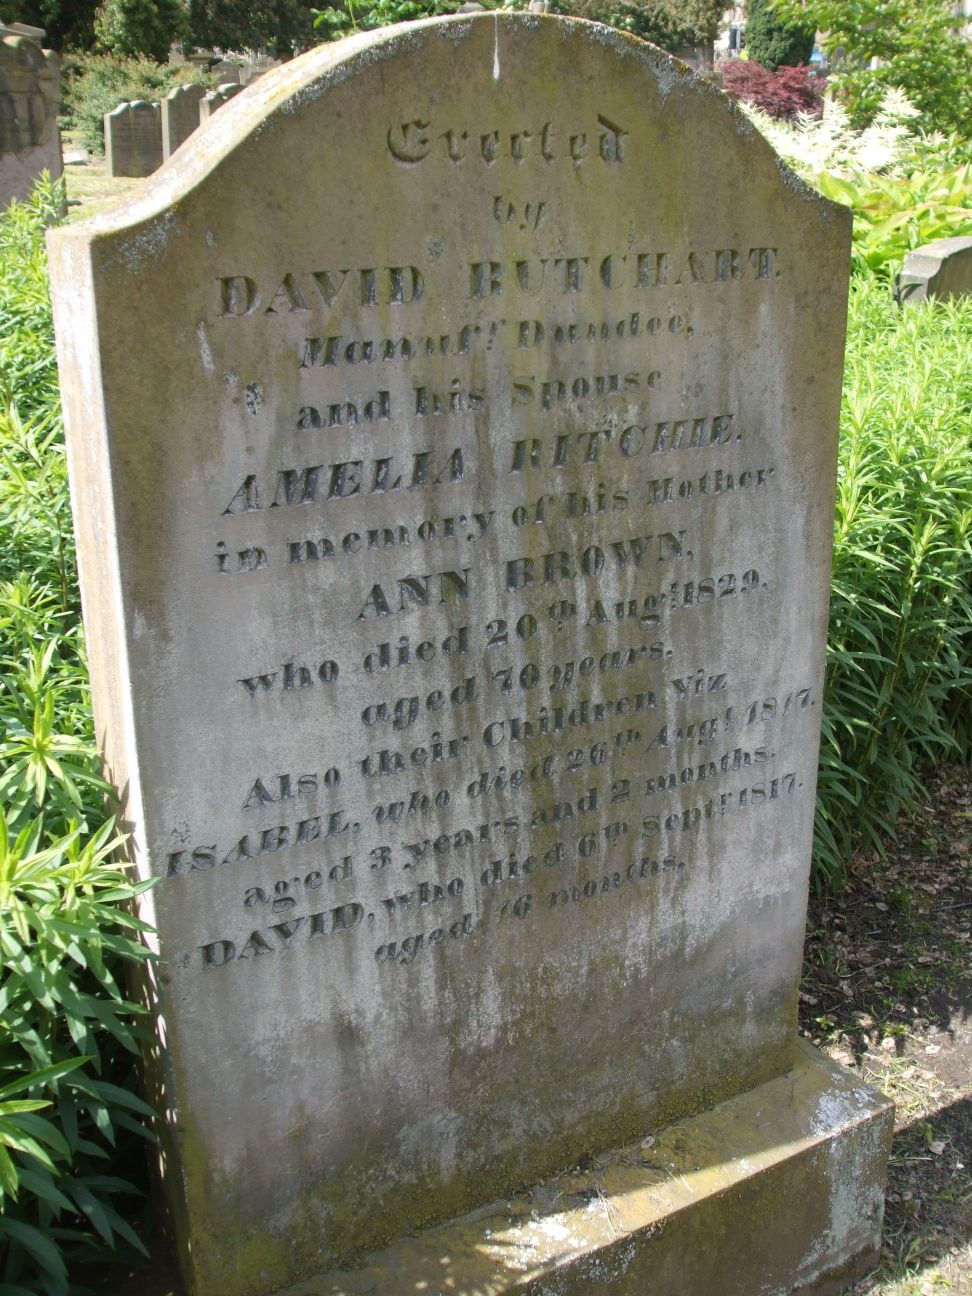 Erected
by
DAVID BUTCHART.
Manufr. Dundee,
and his Spouse
AMELIA RITCHIE.
in memory of his Mother
ANN BROWN,
who died 20th Augt. 1829.
aged 70 years.
Also their Children viz
ISABEL, who died 26th Augt. 1817.
aged 3 years and 2 months.
DAVID, who died 6th Septr. 1817.
aged 16 months.